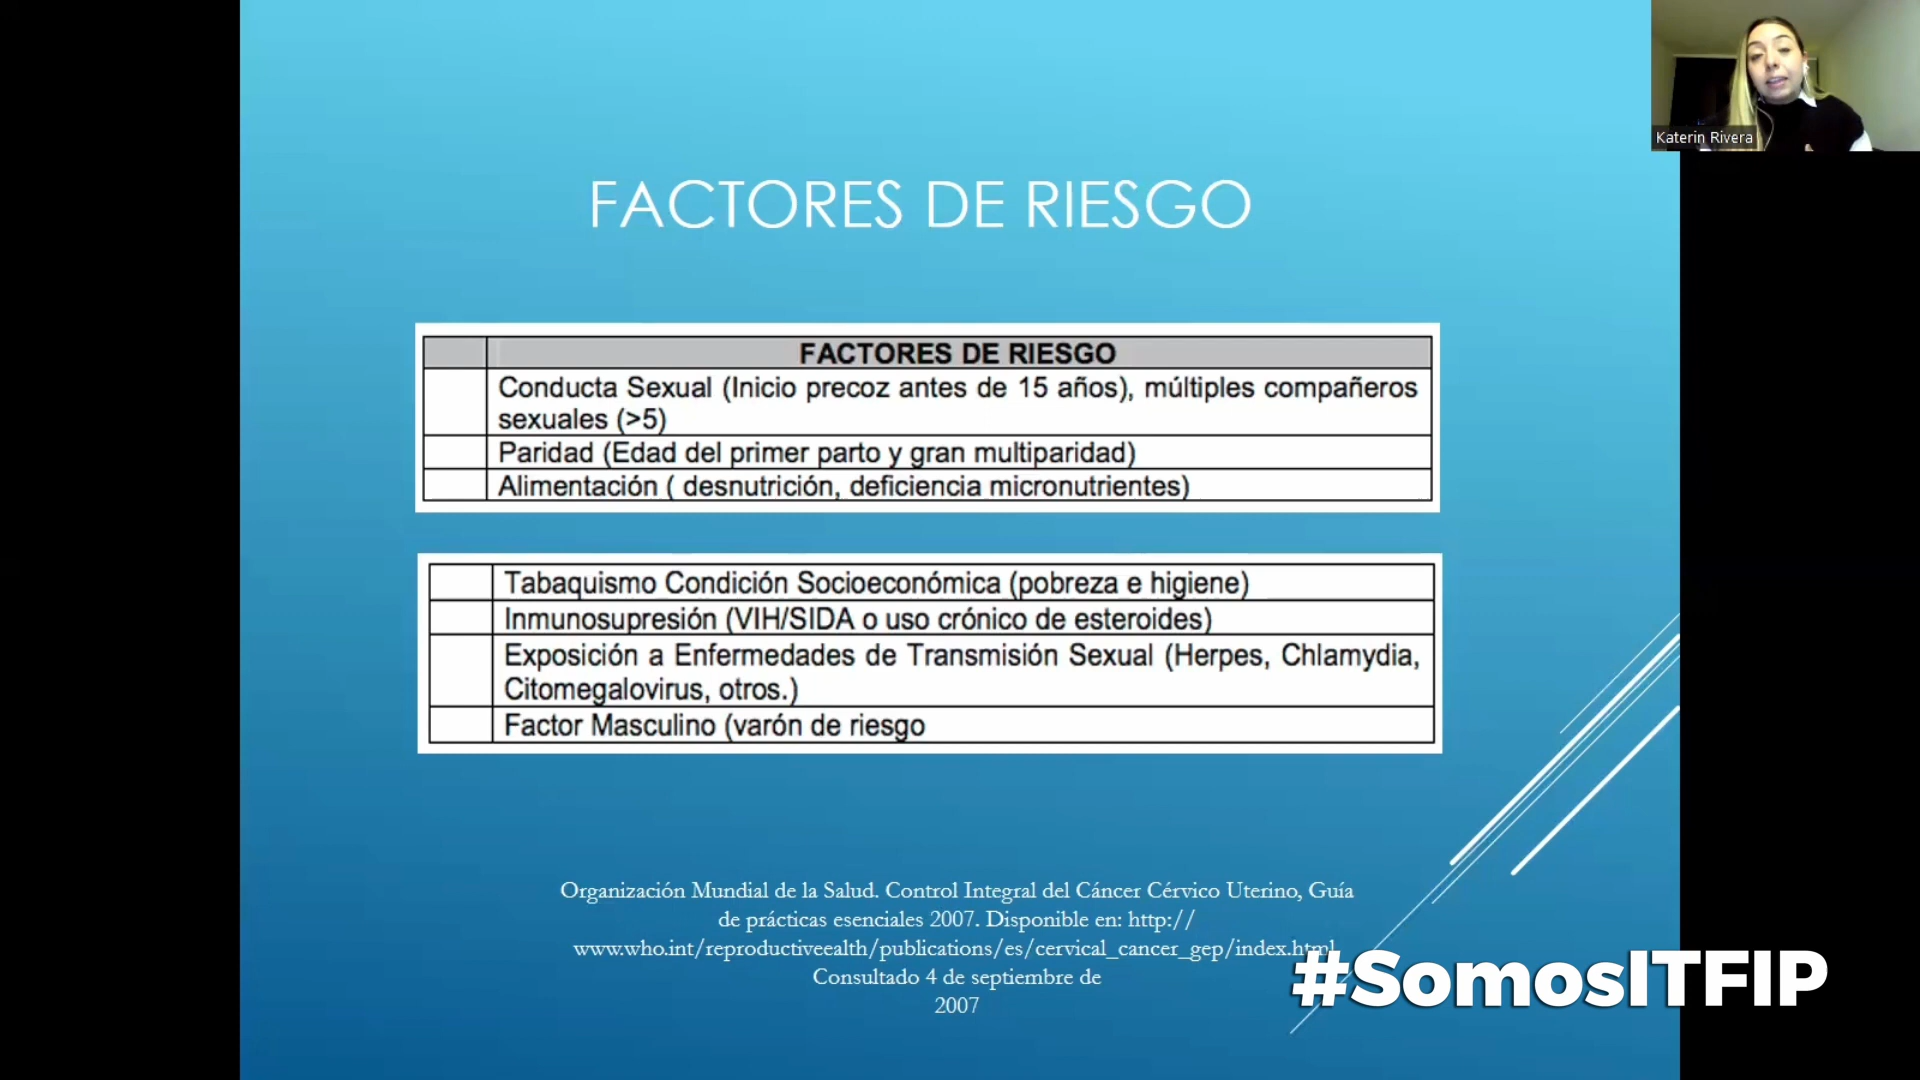 Katerin Rivera
FACTORES DE RIESGO
FACTORES DE RIESGO
Conducta Sexual (Inicio precoz antes de 15 años), múltiples compañeros
sexuales (>5)
Paridad (Edad del primer parto y gran multiparidad)
Alimentación ( desnutrición, deficiencia micronutrientes)
Tabaquismo Condición Socioeconómica (pobreza e higiene)
Inmunosupresión (VIH/SIDA o uso crónico de esteroides)
Exposición a Enfermedades de Transmisión Sexual (Herpes, Chlamydia,
Citomegalovirus, otros.)
Factor Masculino (varón de riesgo
Organización Mundial de la Salud. Control Integral del Cáncer Cérvico Uterino, Guía
de prácticas esenciales 2007. Disponible en: http://
www.who.int/reproductiveealth/publications/es/cervical_cancer_gep/index.html
Consultado 4 de septiembre de
2007
#SomosITFIP